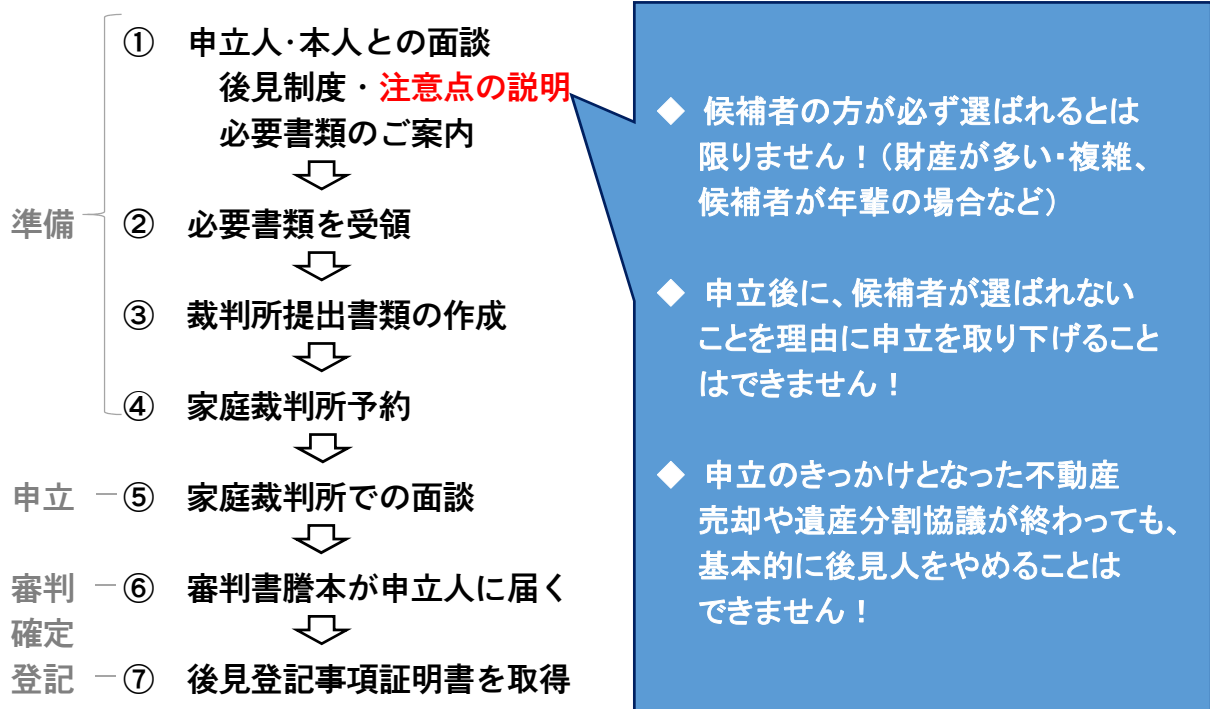 ① 申立人･本人との面談
後見制度・注意点の説明
必要書類のご案内
準備
② 必要書類を受領
③ 裁判所提出書類の作成
④ 家庭裁判所予約
申立
⑤ 家庭裁判所での面談
審判
⑥ 審判書謄本が申立人に届く
確定
登記
⑦ 後見登記事項証明書を取得
◆ 候補者の方が必ず選ばれるとは
限りません！（財産が多い・複雑、
候補者が年輩の場合など）
◆ 申立後に、候補者が選ばれない
ことを理由に申立を取り下げること
はできません！
◆ 申立のきっかけとなった不動産
売却や遺産分割協議が終わっても、
基本的に後見人をやめることは
できません！